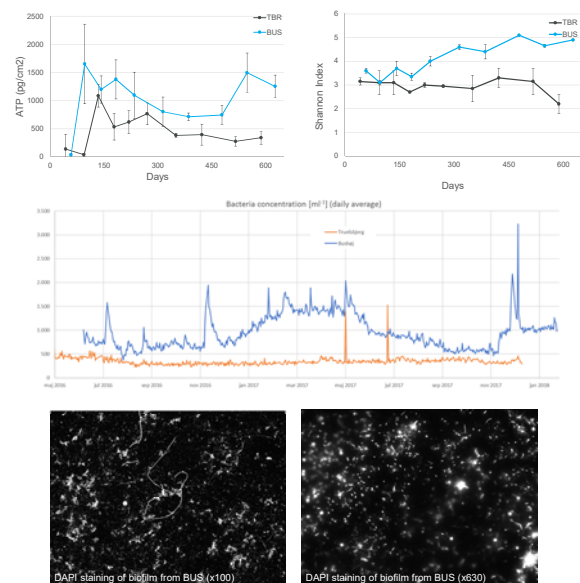 TBR
BUS
2500
2000
1500
1000
500
0
ATP (pg/cm2)
0 150 300 450 600
Days
TBR
BUS
6
5
4
3
2
1
0
Shannon Index
0 150 300 450 600
Days
Bacteria concentration [ml⁻¹] (daily average)
Bushøj
3.500
3.000
2.500
2.000
1.500
1.000
500
0
maj 2016 jul 2016 sep 2016 nov 2016 jan 2017 mar 2017 maj 2017 jul 2017 sep 2017 nov 2017 jan 2018
DAPI staining of biofilm from BUS (x100)
DAPI staining of biofilm from BUS (x630)